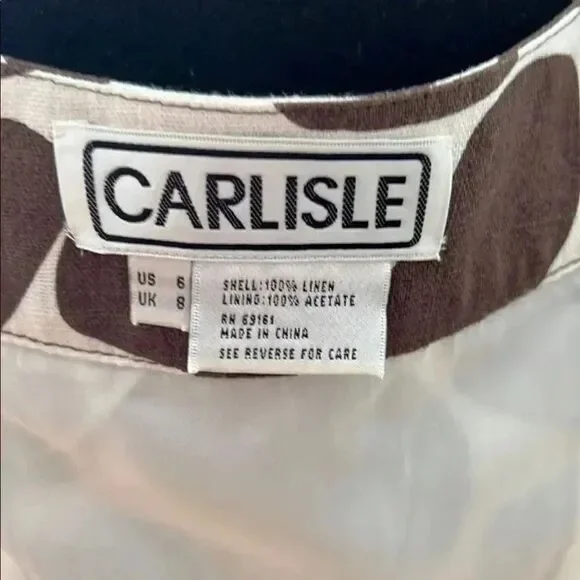 CARLISLE
US 6
UK 8
SHELL:100% LINEN
LINING:100% ACETATE
RN 69161
MADE IN CHINA
SEE REVERSE FOR CARE